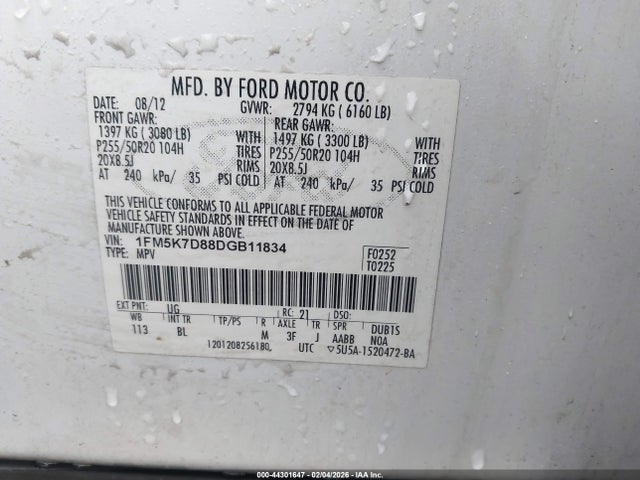 MFD. BY FORD MOTOR CO.
DATE: 08/12 GVWR: 2794 KG ( 6160 LB)
FRONT GAWR: REAR GAWR:
1397 KG ( 3080 LB) 1497 KG ( 3300 LB) WITH
P255/50R20 104H TIRES P255/50R20 104H TIRES
20X8.5J RIMS 20X8.5J RIMS
AT 240 kPa/ 35 PSI COLD AT 240 kPa/ 35 PSI COLD
THIS VEHICLE CONFORMS TO ALL APPLICABLE FEDERAL MOTOR
VEHICLE SAFETY STANDARDS IN EFFECT ON THE DATE OF
MANUFACTURE SHOWN ABOVE.
VIN: 1FM5K7D88DGB11834 F0252
TYPE: MPV T0225
EXT PNT: UG RC: 21 DSO:
WB INT TR TP/PS R AXLE TR SPR DUB1S
113 BL M 3F J AABB N0A
1201208256180 UTC ▽5U5A-1520472-BA
000-44301647 - 02/04/2026 - IAA Inc.